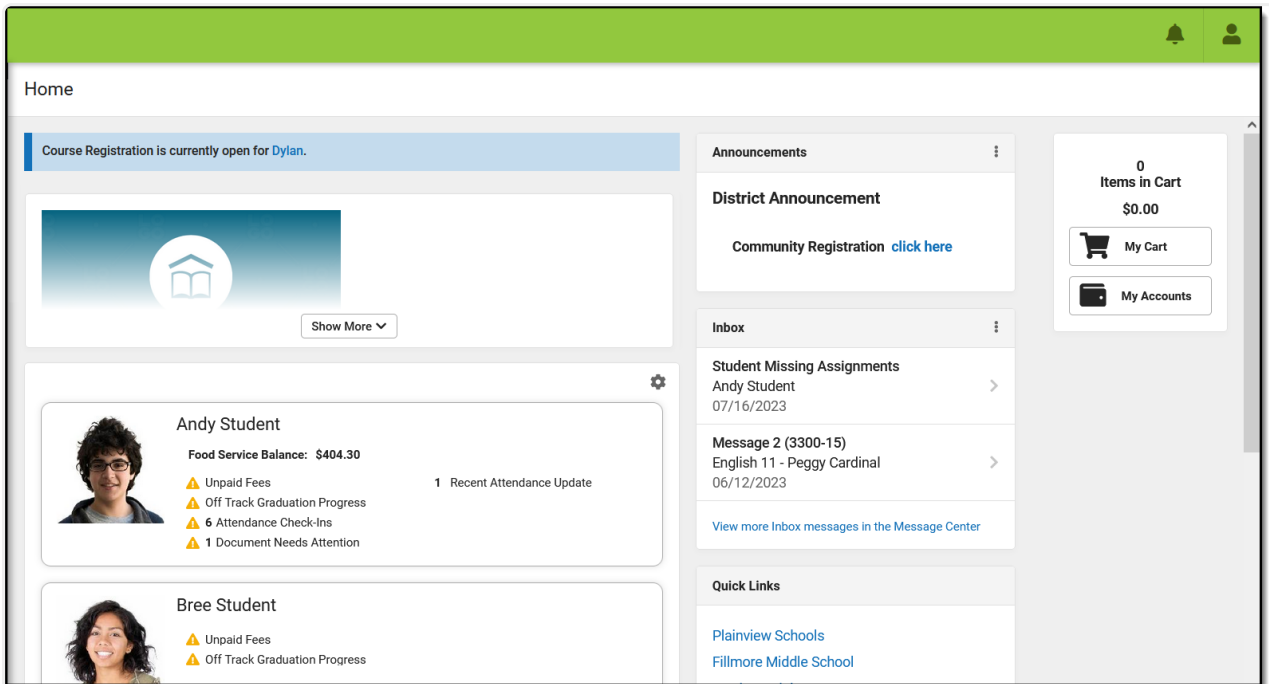 Home
Course Registration is currently open for Dylan.
Show More
Andy Student
Food Service Balance: $404.30
Unpaid Fees
Off Track Graduation Progress
6 Attendance Check-Ins
1 Document Needs Attention
1 Recent Attendance Update
Bree Student
Unpaid Fees
Off Track Graduation Progress
Announcements
District Announcement
Community Registration click here
Inbox
Student Missing Assignments
Andy Student
07/16/2023
Message 2 (3300-15)
English 11 - Peggy Cardinal
06/12/2023
View more Inbox messages in the Message Center
Quick Links
Plainview Schools
Fillmore Middle School
0
Items in Cart
$0.00
My Cart
My Accounts